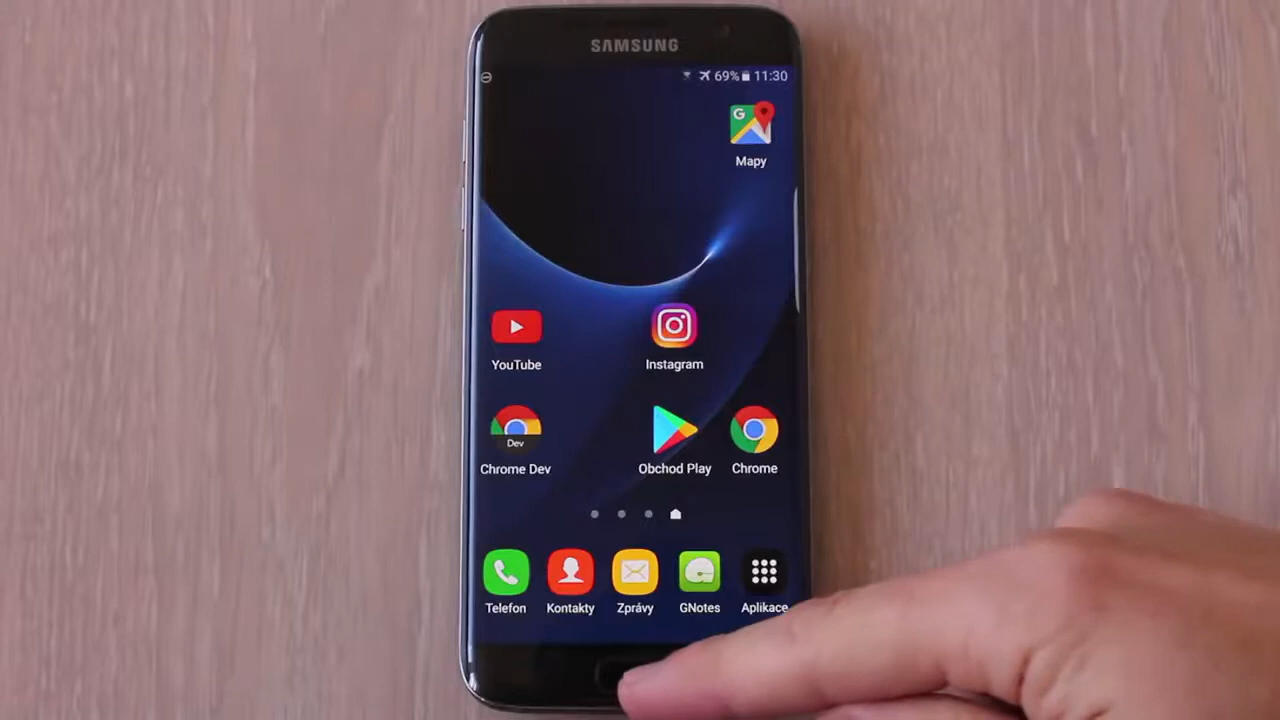 SAMSUNG
69% 11:30
G
Mapy
YouTube
Instagram
Dev
Chrome Dev
Obchod Play
Chrome
Telefon
Kontakty
Zprávy
GNotes
Aplikace